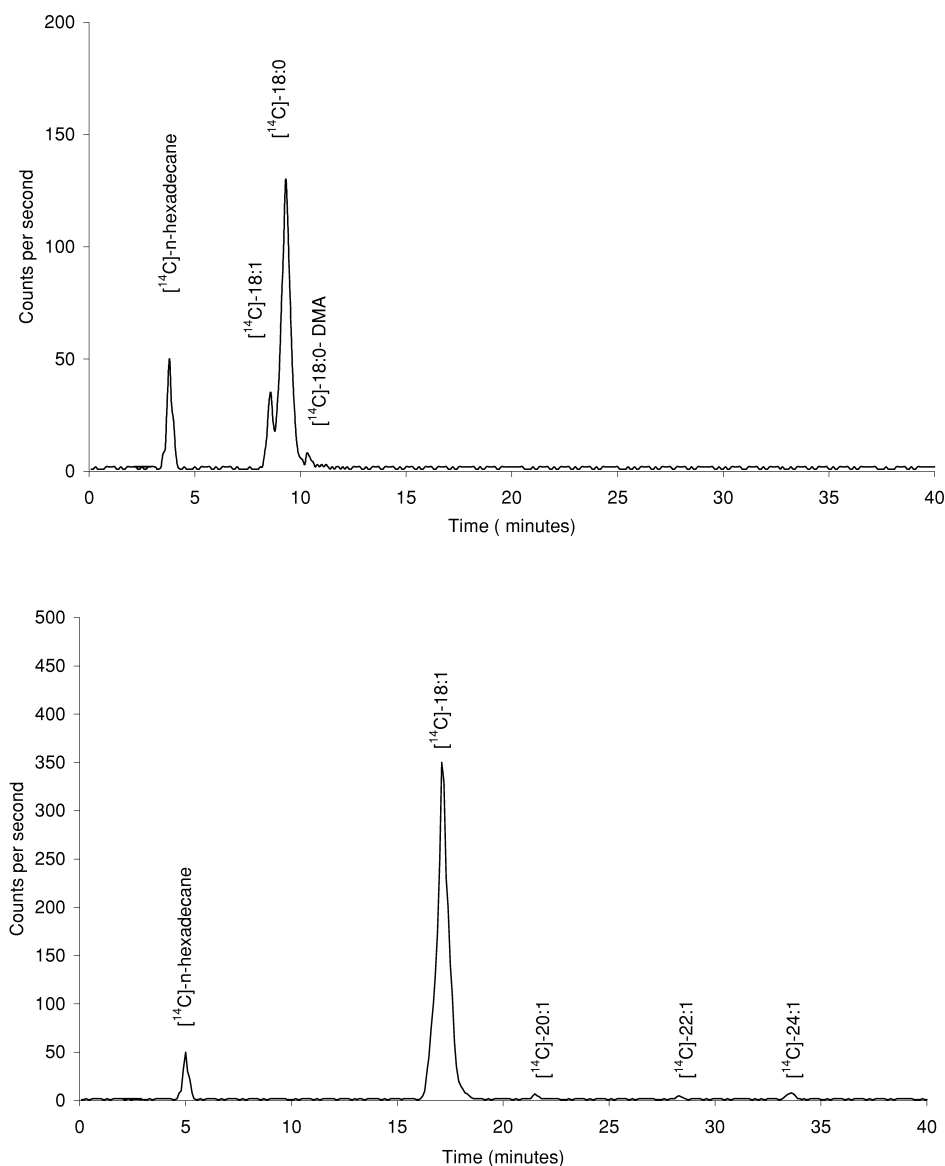 200
150
100
50
0
Counts per second
[14C]-n-hexadecane
[14C]-18:1
[14C]-18:0
[14C]-18:0- DMA
0 5 10 15 20 25 30 35 40
Time ( minutes)
500
450
400
350
300
250
200
150
100
50
0
Counts per second
[14C]-n-hexadecane
[14C]-18:1
[14C]-20:1
[14C]-22:1
[14C]-24:1
0 5 10 15 20 25 30 35 40
Time (minutes)